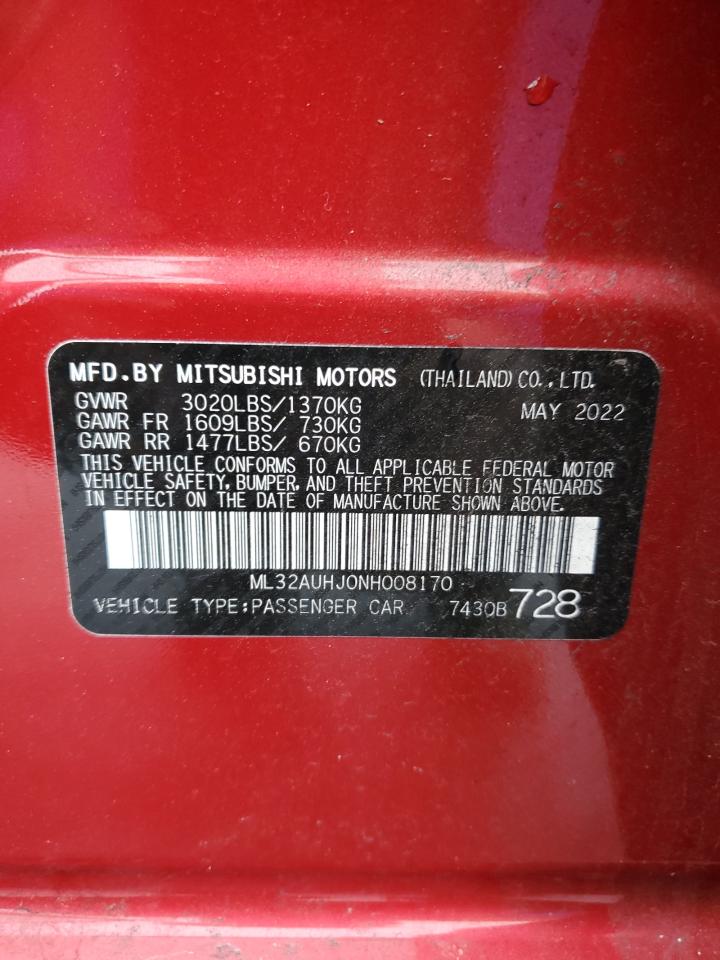 MFD.BY MITSUBISHI MOTORS (THAILAND) CO.,LTD.
GVWR 3020LBS/1370KG MAY 2022
GAWR FR 1609LBS/ 730KG
GAWR RR 1477LBS/ 670KG
THIS VEHICLE CONFORMS TO ALL APPLICABLE FEDERAL MOTOR
VEHICLE SAFETY, BUMPER, AND THEFT PREVENTION STANDARDS
IN EFFECT ON THE DATE OF MANUFACTURE SHOWN ABOVE.
ML32AUHJ0NH008170
VEHICLE TYPE:PASSENGER CAR 7430B728